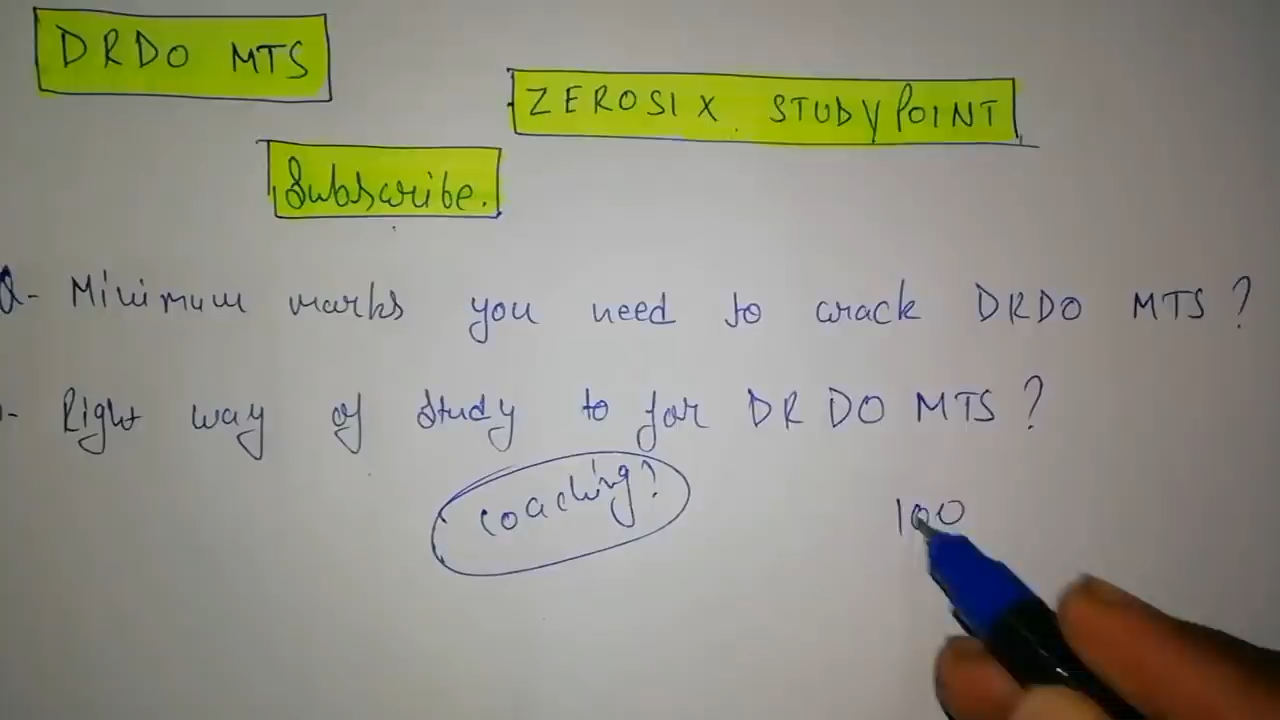 DRDO MTS
ZEROSIX. STUDY POINT
Subscribe.
Q- Minimum marks you need to crack DRDO MTS?
- Right way of study to for DRDO MTS?
coaching?
100